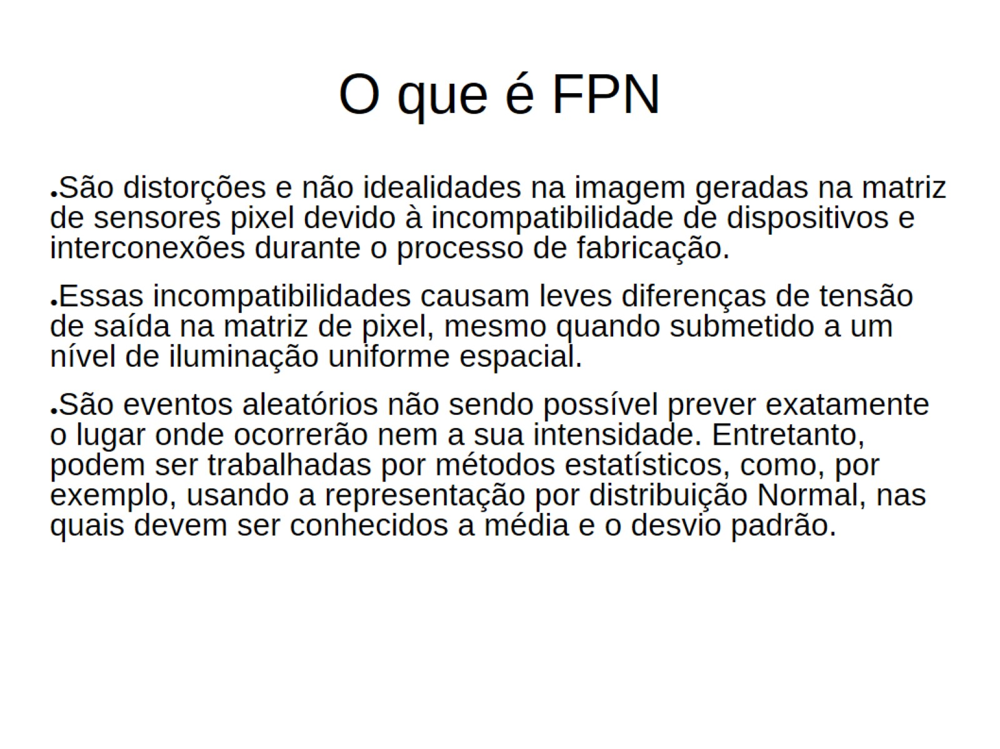 O que é FPN
•São distorções e não idealidades na imagem geradas na matriz
de sensores pixel devido à incompatibilidade de dispositivos e
interconexões durante o processo de fabricação.
•Essas incompatibilidades causam leves diferenças de tensão
de saída na matriz de pixel, mesmo quando submetido a um
nível de iluminação uniforme espacial.
•São eventos aleatórios não sendo possível prever exatamente
o lugar onde ocorrerão nem a sua intensidade. Entretanto,
podem ser trabalhadas por métodos estatísticos, como, por
exemplo, usando a representação por distribuição Normal, nas
quais devem ser conhecidos a média e o desvio padrão.